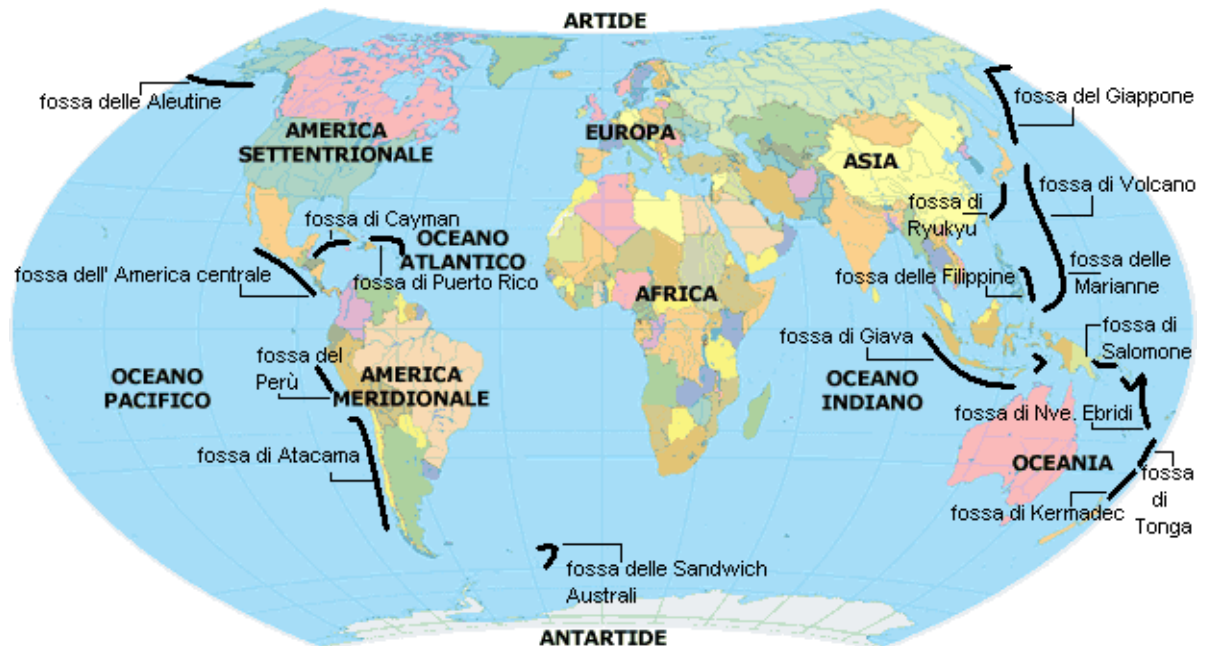 ARTIDE
fossa delle Aleutine
fossa del Giappone
AMERICA
SETTENTRIONALE
EUROPA
ASIA
fossa di Volcano
fossa di
Ryukyu
fossa di Cayman
OCEANO
ATLANTICO
fossa dell' America centrale
fossa di Puerto Rico
fossa delle Filippine
fossa delle
Marianne
AFRICA
fossa di Giava
fossa di
Salomone
fossa del
Perù
OCEANO
PACIFICO
AMERICA
MERIDIONALE
OCEANO
INDIANO
fossa di Nve. Ebridi
fossa di Atacama
OCEANIA
fossa
di
Tonga
fossa di Kermadec
fossa delle Sandwich
Australi
ANTARTIDE